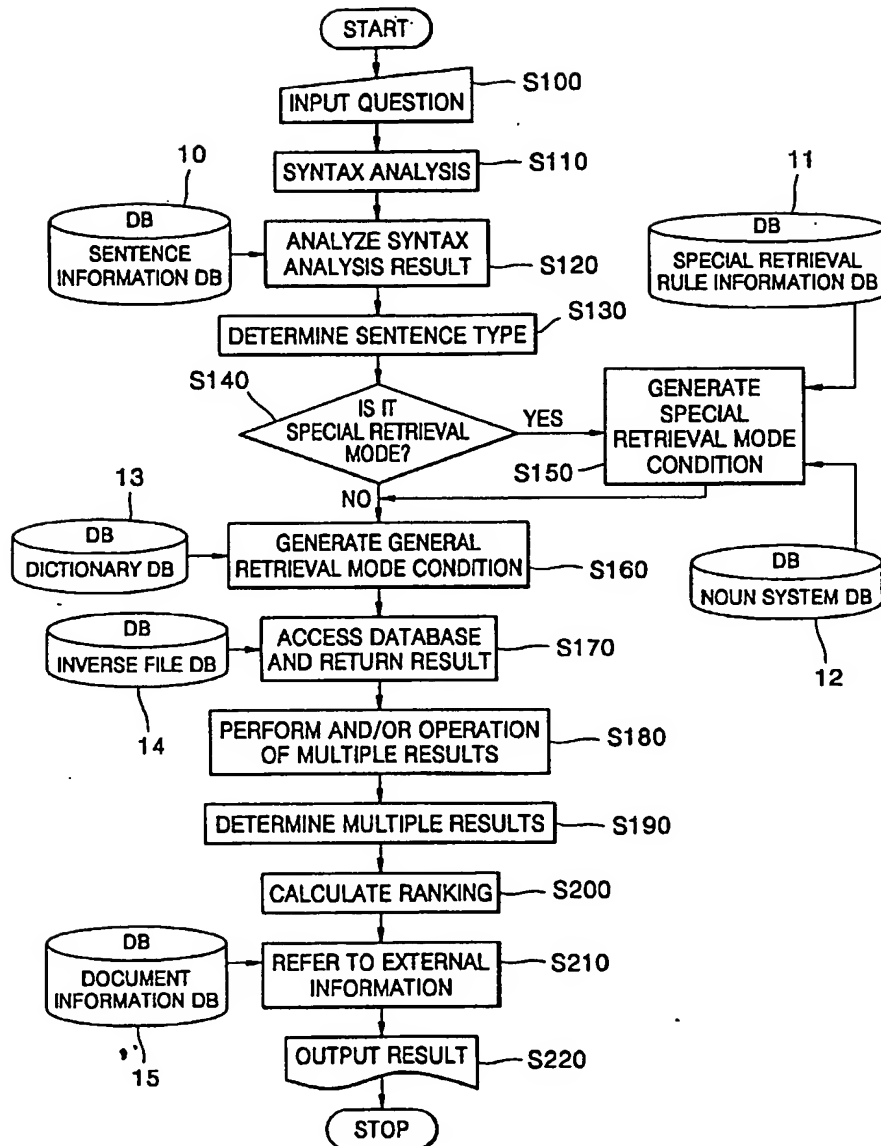 START
INPUT QUESTION
S100
SYNTAX ANALYSIS
S110
10
DB
SENTENCE
INFORMATION DB
ANALYZE SYNTAX
ANALYSIS RESULT
S120
11
DB
SPECIAL RETRIEVAL
RULE INFORMATION DB
DETERMINE SENTENCE TYPE
S130
S140
IS IT
SPECIAL RETRIEVAL
MODE?
YES
NO
GENERATE
SPECIAL
RETRIEVAL MODE
CONDITION
S150
13
DB
DICTIONARY DB
GENERATE GENERAL
RETRIEVAL MODE CONDITION
S160
DB
NOUN SYSTEM DB
12
DB
INVERSE FILE DB
14
ACCESS DATABASE
AND RETURN RESULT
S170
PERFORM AND/OR OPERATION
OF MULTIPLE RESULTS
S180
DETERMINE MULTIPLE RESULTS
S190
CALCULATE RANKING
S200
DB
DOCUMENT
INFORMATION DB
15
REFER TO EXTERNAL
INFORMATION
S210
OUTPUT RESULT
S220
STOP